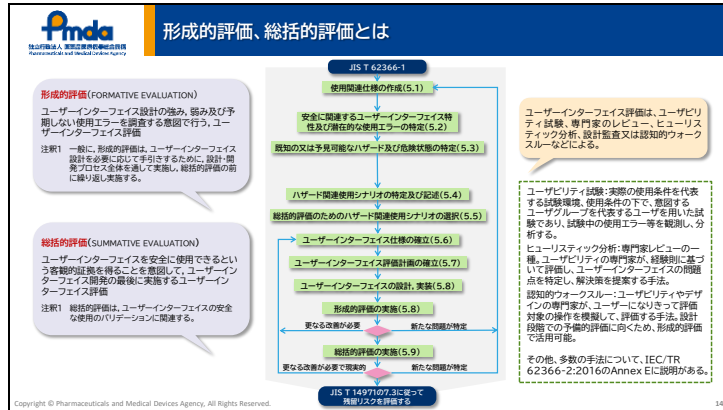 Pmda
独立行政法人 医薬品医療機器総合機構
Pharmaceuticals and Medical Devices Agency
形成的評価、総括的評価とは
形成的評価(FORMATIVE EVALUATION)
ユーザーインターフェイス設計の強み,弱み及び予
期しない使用エラーを調査する意図で行う,ユー
ザーインターフェイス評価
注釈1 一般に,形成的評価は,ユーザーインターフェイス
設計を必要に応じて手引きするために,設計・開
発プロセス全体を通して実施し,総括的評価の前
に繰り返し実施する。
総括的評価(SUMMATIVE EVALUATION)
ユーザーインターフェイスを安全に使用できるとい
う客観的証拠を得ることを意図して,ユーザーイン
ターフェイス開発の最後に実施するユーザーイン
ターフェイス評価
注釈1 総括的評価は,ユーザーインターフェイスの安全
な使用のバリデーションに関連する。
JIS T 62366-1
使用関連仕様の作成(5.1)
安全に関連するユーザーインターフェイス特
性及び潜在的な使用エラーの特定(5.2)
既知の又は予見可能なハザード及び危険状態の特定(5.3)
ハザード関連使用シナリオの特定及び記述(5.4)
総括的評価のためのハザード関連使用シナリオの選択(5.5)
ユーザーインターフェイス仕様の確立(5.6)
ユーザーインターフェイス評価計画の確立(5.7)
ユーザーインターフェイスの設計,実装(5.8)
形成的評価の実施(5.8)
更なる改善が必要
新たな問題が特定
総括的評価の実施(5.9)
更なる改善が必要で現実的
新たな問題が特定
JIS T 14971の7.3に従って
残留リスクを評価する
ユーザーインターフェイス評価は、ユーザビリ
ティ試験、専門家のレビュー、ヒューリス
ティック分析、設計監査又は認知的ウォーク
スルーなどによる。
ユーザビリティ試験:実際の使用条件を代表
する試験環境、使用条件の下で、意図する
ユーザグループを代表するユーザを用いた試
験であり、試験中の使用エラー等を観測し、分
析する。
ヒューリスティック分析:専門家レビューの一
種。ユーザビリティの専門家が、経験則に基づ
いて評価し、ユーザーインターフェイスの問題
点を特定し、解決策を提案する手法。
認知的ウォークスルー:ユーザビリティやデザ
インの専門家が、ユーザーになりきって評価
対象の操作を模擬して、評価する手法。設計
段階での予備的評価に向くため、形成的評価
で活用可能。
その他、多数の手法について、IEC/TR
62366-2:2016のAnnex Eに説明がある。
Copyright © Pharmaceuticals and Medical Devices Agency, All Rights Reserved.
14